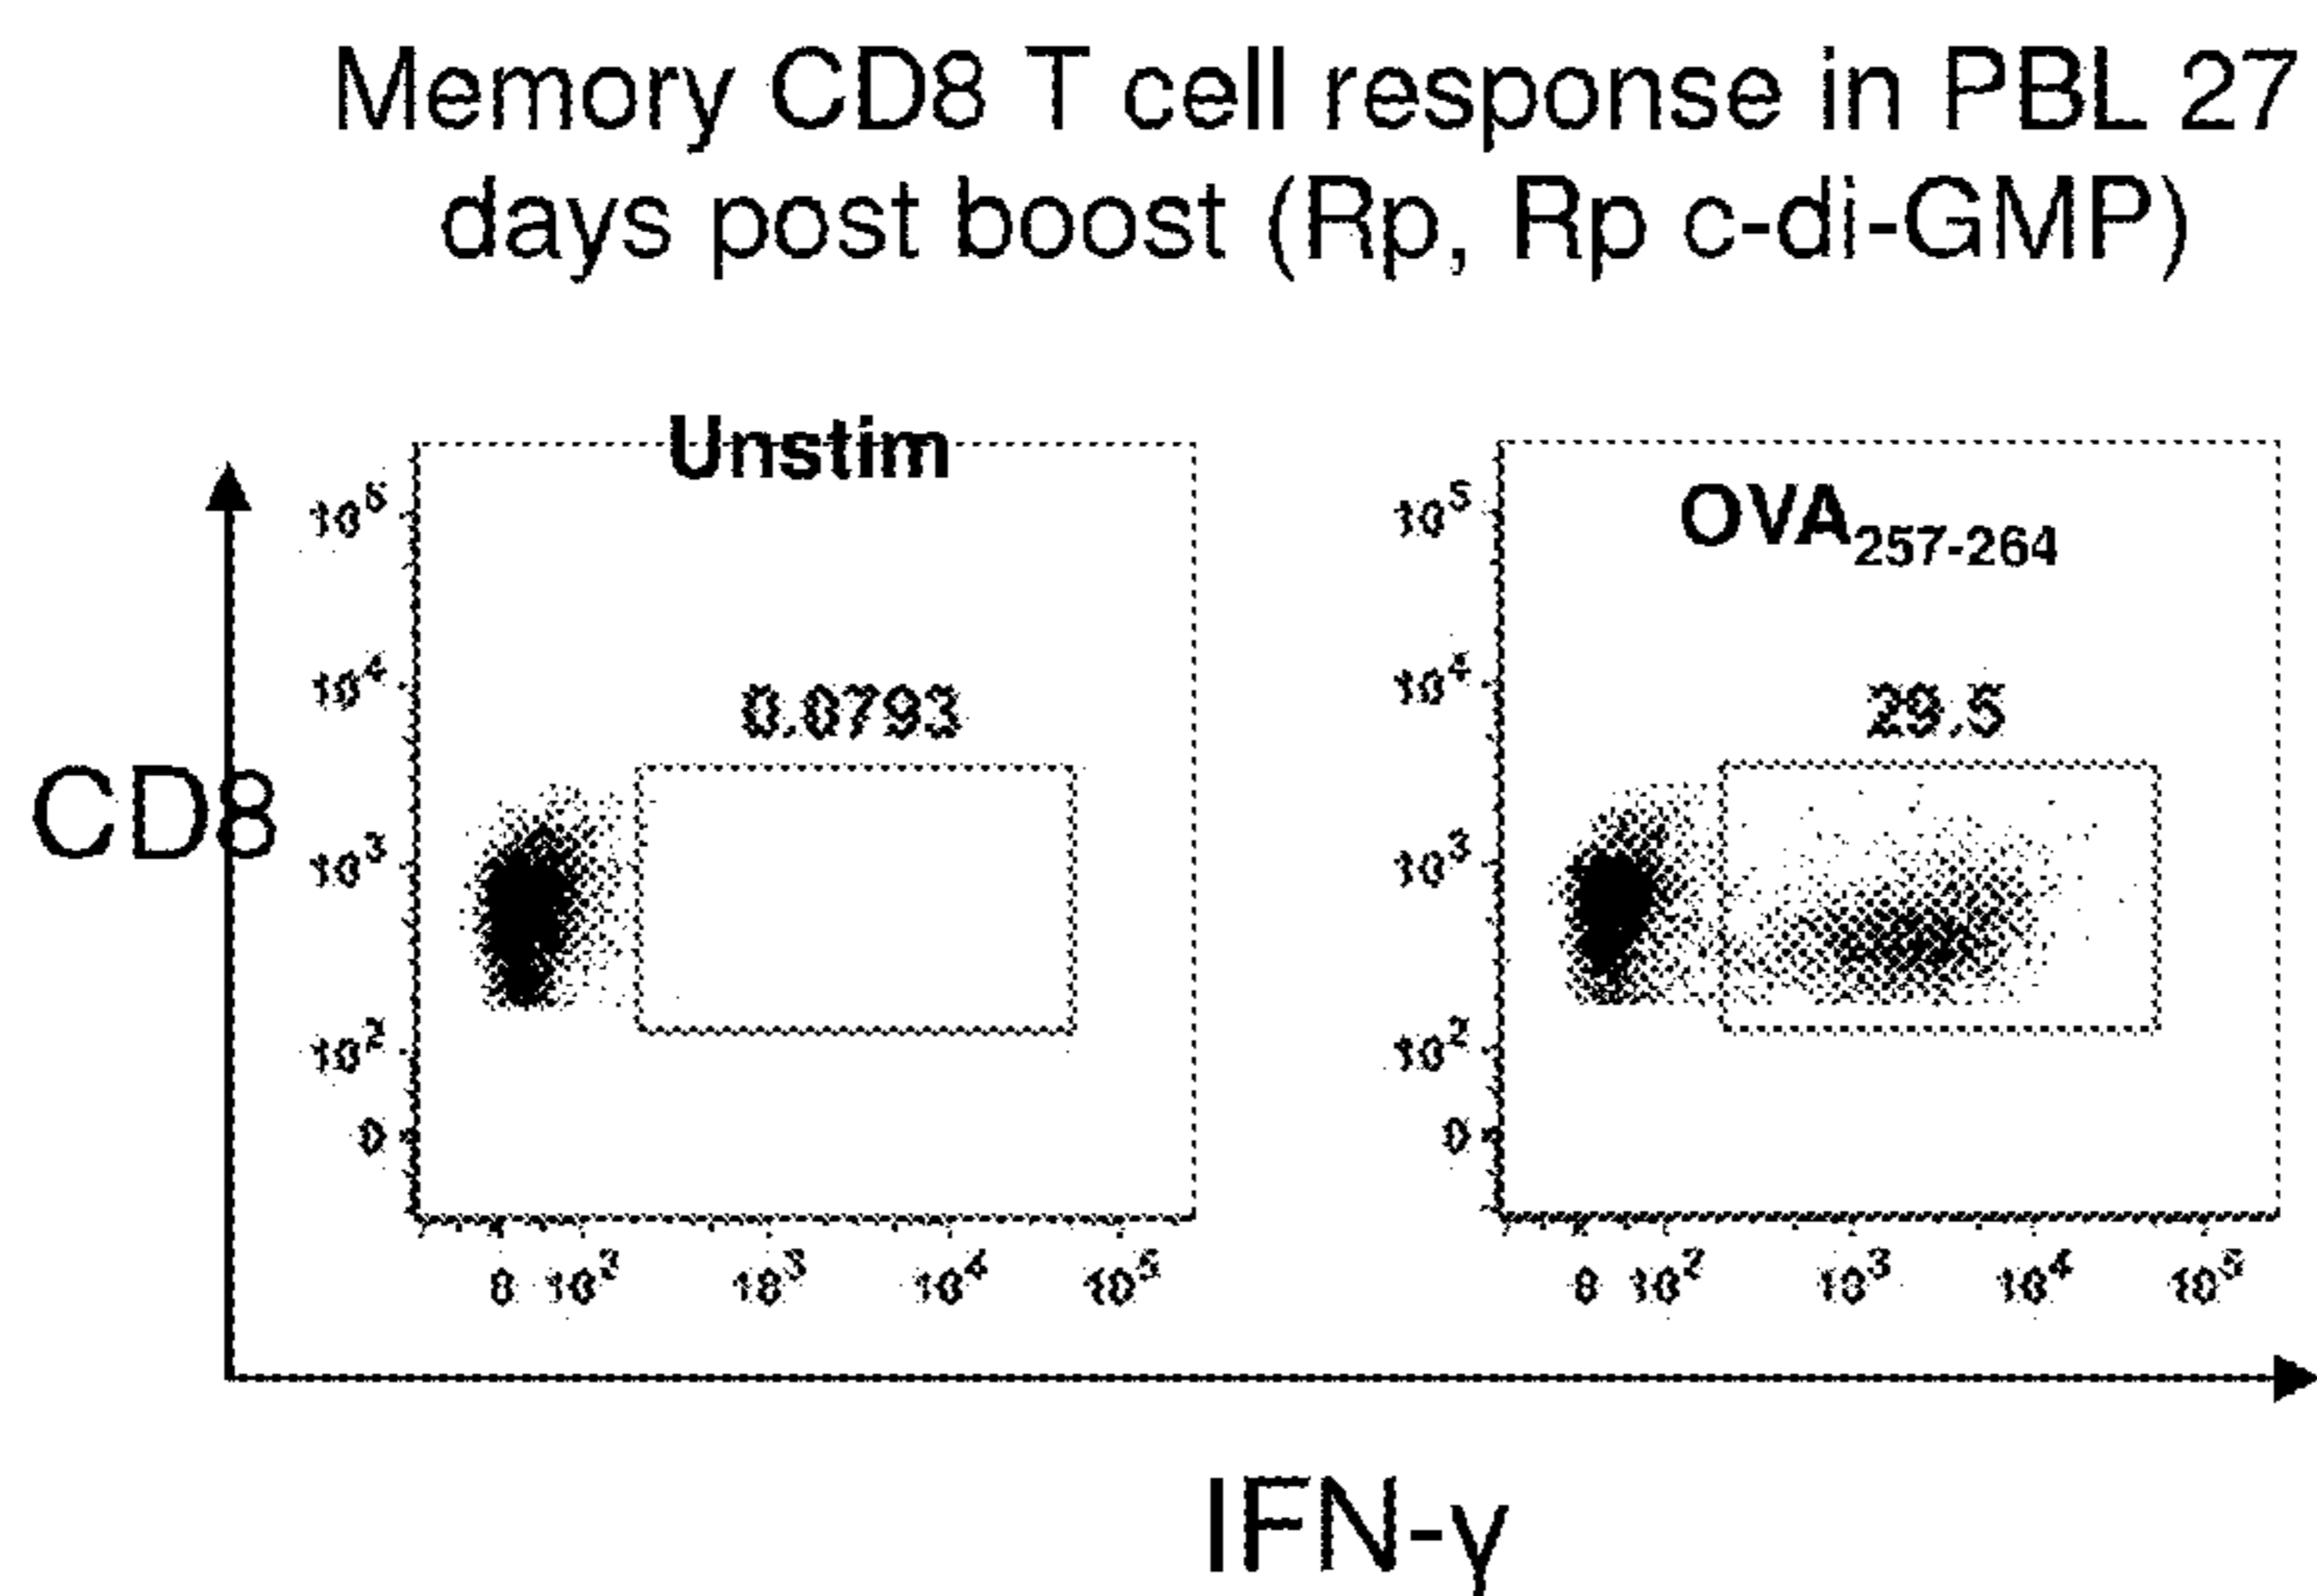 Memory CD8 T cell response in PBL 27
days post boost (Rp, Rp c-di-GMP)
Unstim
OVA257-264
10^5
10^4
10^3
10^2
0
0.0793
10^5
10^4
10^3
10^2
0
29.5
CD8
0 10^2 10^3 10^4 10^5
0 10^2 10^3 10^4 10^5
IFN-γ